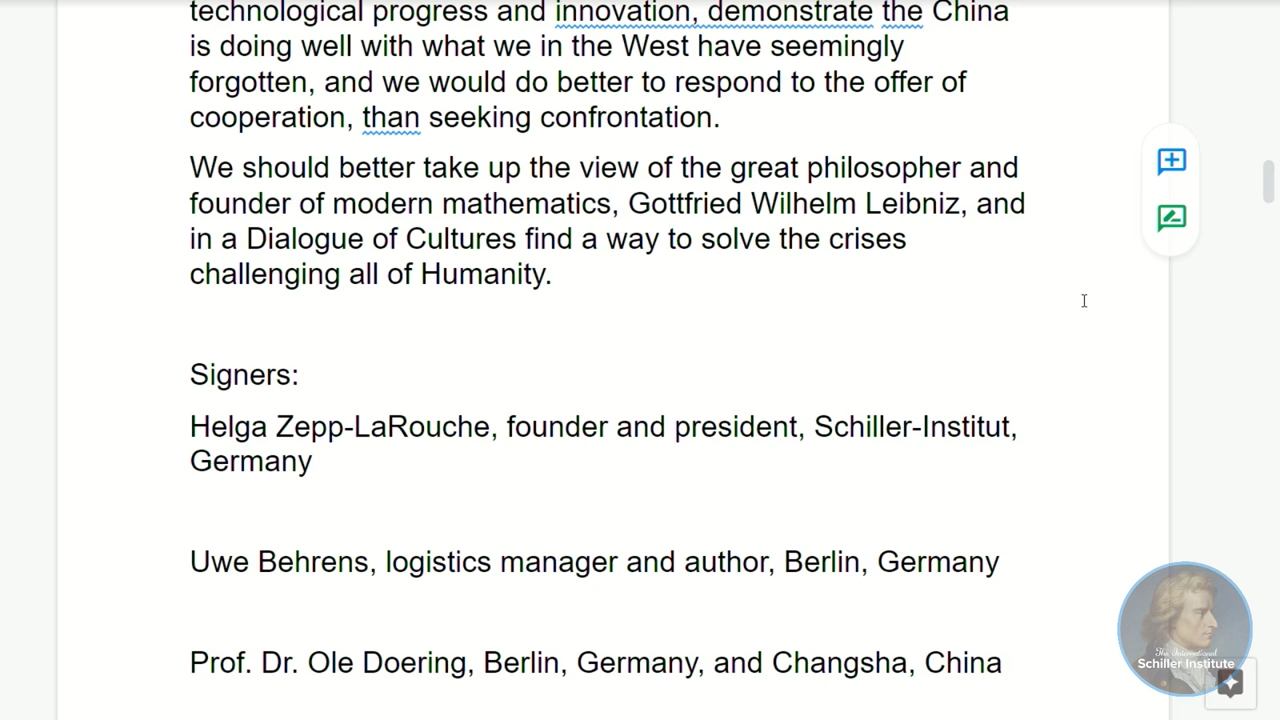 technological progress and innovation, demonstrate the China
is doing well with what we in the West have seemingly
forgotten, and we would do better to respond to the offer of
cooperation, than seeking confrontation.
We should better take up the view of the great philosopher and
founder of modern mathematics, Gottfried Wilhelm Leibniz, and
in a Dialogue of Cultures find a way to solve the crises
challenging all of Humanity.
Signers:
Helga Zepp-LaRouche, founder and president, Schiller-Institut,
Germany
Uwe Behrens, logistics manager and author, Berlin, Germany
Prof. Dr. Ole Doering, Berlin, Germany, and Changsha, China
The International
Schiller Institute